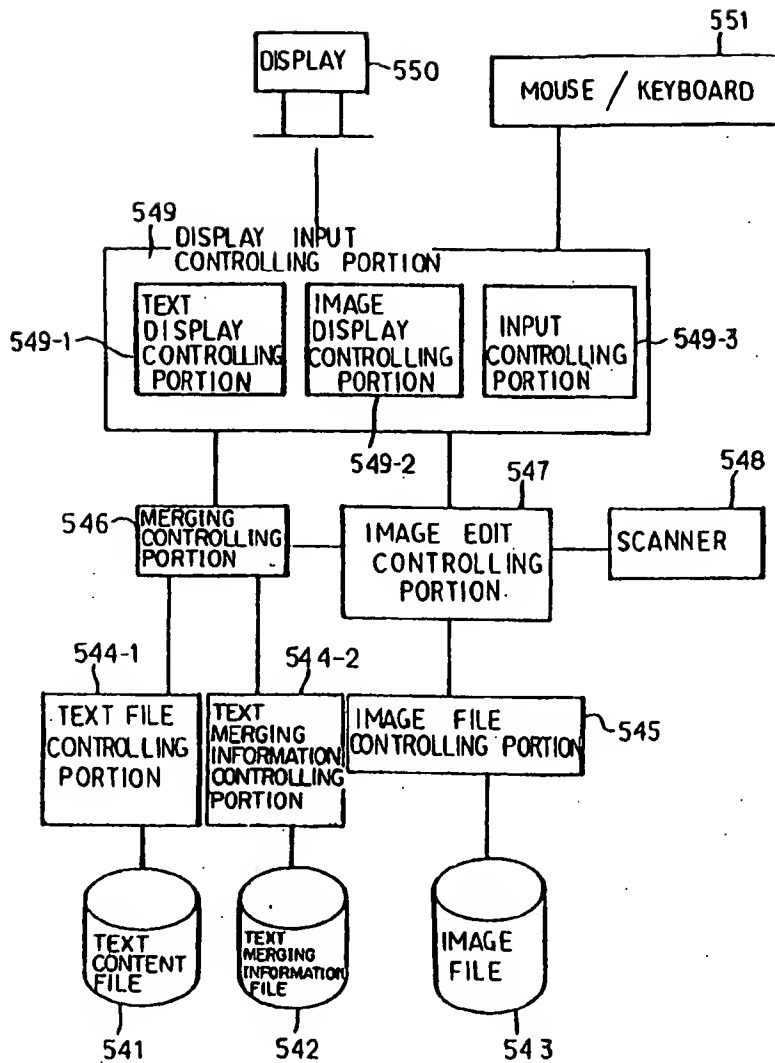 551
DISPLAY
550
MOUSE / KEYBOARD
549
DISPLAY INPUT
CONTROLLING PORTION
TEXT
DISPLAY
CONTROLLING
PORTION
IMAGE
DISPLAY
CONTROLLING
PORTION
INPUT
CONTROLLING
PORTION
549-1
549-3
549-2
547
548
546
MERGING
CONTROLLING
PORTION
IMAGE EDIT
CONTROLLING
PORTION
SCANNER
544-1
544-2
TEXT FILE
CONTROLLING
PORTION
TEXT
MERGING
INFORMATION
CONTROLLING
PORTION
IMAGE FILE
CONTROLLING PORTION
545
TEXT
CONTENT
FILE
TEXT
MERGING
INFORMATION
FILE
IMAGE
FILE
541
542
543